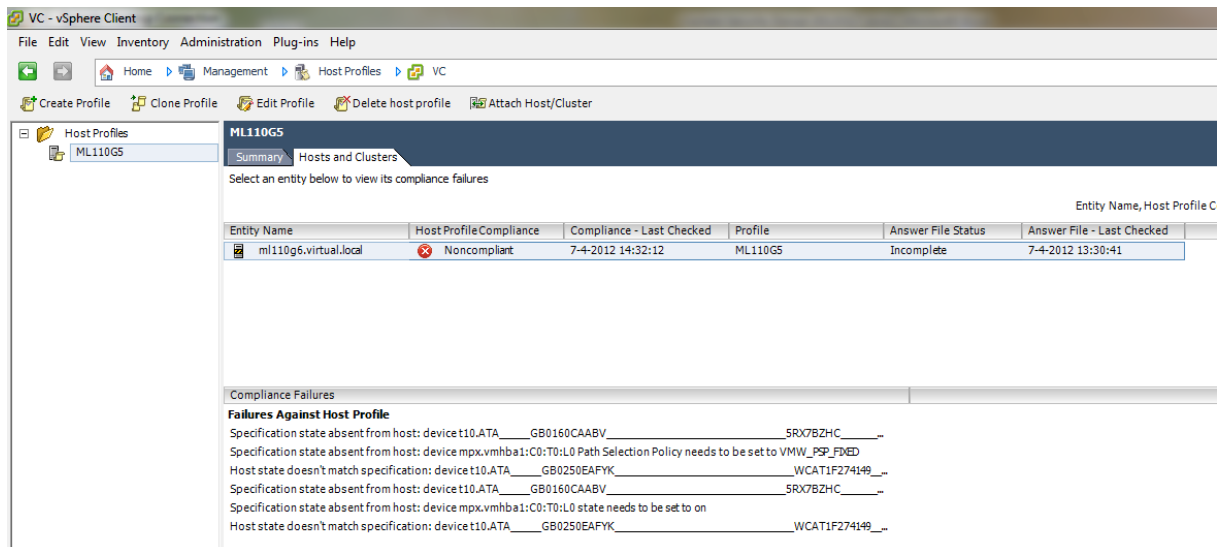 VC - vSphere Client
File Edit View Inventory Administration Plug-ins Help
Home Management Host Profiles VC
Create Profile Clone Profile Edit Profile Delete host profile Attach Host/Cluster
Host Profiles
ML110G5
ML110G5
Summary Hosts and Clusters
Select an entity below to view its compliance failures
Entity Name, Host Profile C
Entity Name Host Profile Compliance Compliance - Last Checked Profile Answer File Status Answer File - Last Checked
ml110g6.virtual.local Noncompliant 7-4-2012 14:32:12 ML110G5 Incomplete 7-4-2012 13:30:41
Compliance Failures
Failures Against Host Profile
Specification state absent from host: device t10.ATA_____GB0160CAABV______________________________5RX7BZHC______...
Specification state absent from host: device mpx.vmhba1:C0:T0:L0 Path Selection Policy needs to be set to VMW_PSP_FIXED
Host state doesn't match specification: device t10.ATA_____GB0250EAFYK______________________________WCAT1F274149__...
Specification state absent from host: device t10.ATA_____GB0160CAABV______________________________5RX7BZHC______...
Specification state absent from host: device mpx.vmhba1:C0:T0:L0 state needs to be set to on
Host state doesn't match specification: device t10.ATA_____GB0250EAFYK______________________________WCAT1F274149__...